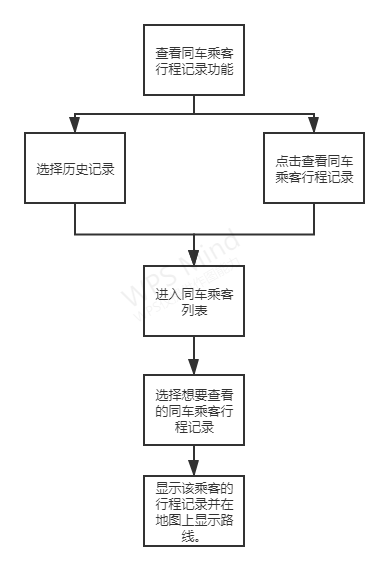 查看同车乘客
行程记录功能
选择历史记录
点击查看同车
乘客行程记录
进入同车乘客
列表
选择想要查看
的同车乘客行
程记录
显示该乘客的
行程记录并在
地图上显示路
线。
WPS Mind